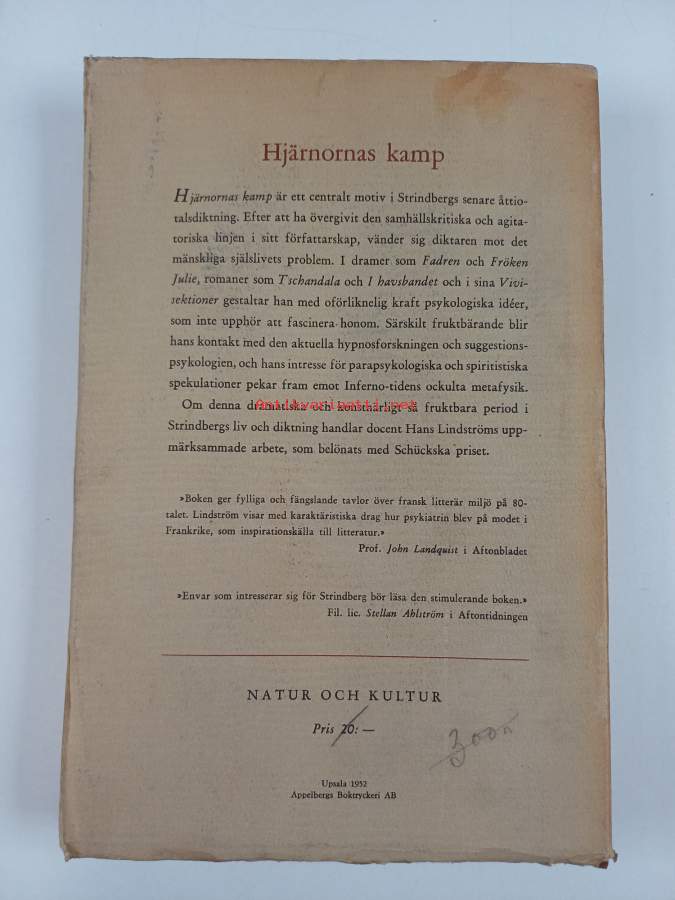 Hjärnornas kamp
Hjärnornas kamp är ett centralt motiv i Strindbergs senare åttio-
talsdiktning. Efter att ha övergivit den samhällskritiska och agita-
toriska linjen i sitt författarskap, vänder sig diktaren mot det
mänskliga själslivets problem. I dramer som Fadren och Fröken
Julie, romaner som Tschandala och I havsbandet och i sina Vivi-
sektioner gestaltar han med oförliknelig kraft psykologiska idéer,
som inte upphör att fascinera honom. Särskilt fruktbärande blir
hans kontakt med den aktuella hypnosforskningen och suggestions-
psykologien, och hans intresse för parapsykologiska och spiritistiska
spekulationer pekar fram emot Inferno-tidens ockulta metafysik.
Antikvarinetti.net
Om denna dramatiska och konstnärligt så fruktbara period i
Strindbergs liv och diktning handlar docent Hans Lindströms upp-
märksammade arbete, som belönats med Schückska priset.
»Boken ger fylliga och fängslande tavlor över fransk litterär miljö på 80-
talet. Lindström visar med karaktäristiska drag hur psykiatrin blev på modet i
Frankrike, som inspirationskälla till litteratur.»
Prof. John Landquist i Aftonbladet
»Envar som intresserar sig för Strindberg bör läsa den stimulerande boken.»
Fil. lic. Stellan Ahlström i Aftontidningen
NATUR OCH KULTUR
Pris 20: —
Upsala 1952
Appelbergs Boktryckeri AB